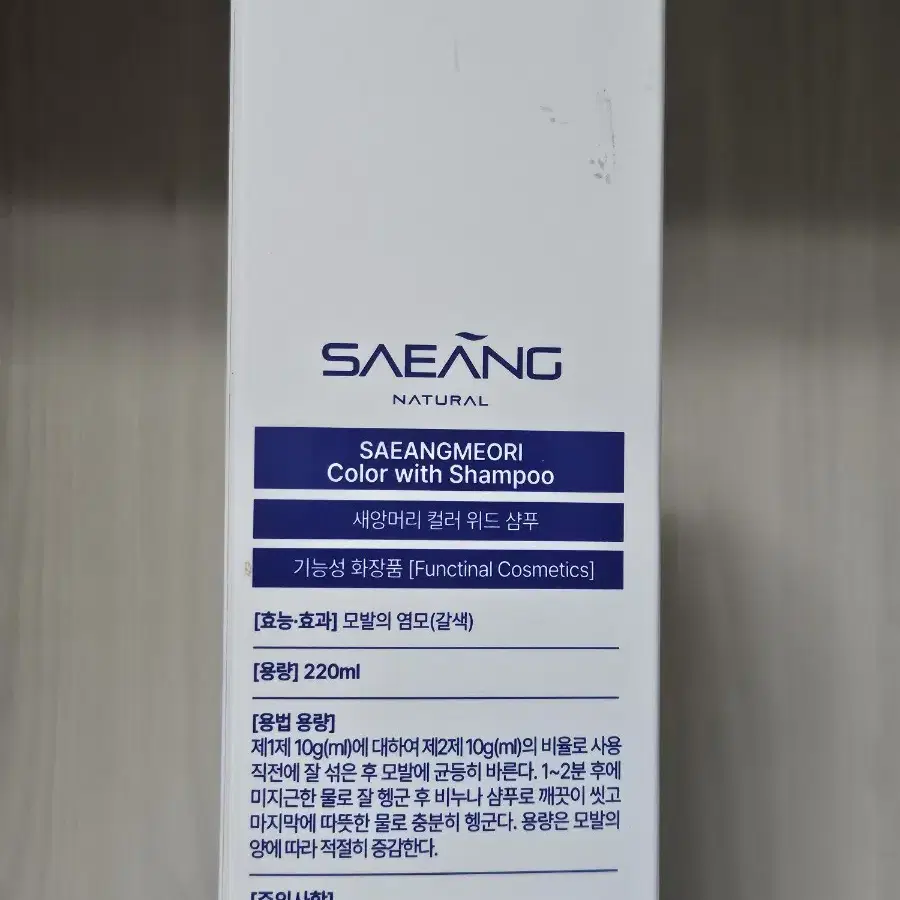 SAEÃNG
NATURAL
SAEANGMEORI
Color with Shampoo
새앙머리 컬러 위드 샴푸
기능성 화장품 [Functinal Cosmetics]
[효능·효과] 모발의 염모(갈색)
[용량] 220ml
[용법 용량]
제1제 10g(ml)에 대하여 제2제 10g(ml)의 비율로 사용
직전에 잘 섞은 후 모발에 균등히 바른다. 1~2분 후에
미지근한 물로 잘 헹군 후 비누나 샴푸로 깨끗이 씻고
마지막에 따뜻한 물로 충분히 헹군다. 용량은 모발의
양에 따라 적절히 증감한다.
[주의사항]